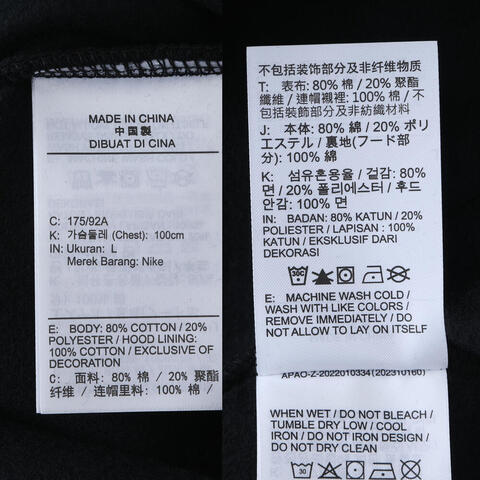 MADE IN CHINA
中國製
DIBUAT DI CINA
C: 175/92A
K: 가슴둘레 (Chest): 100cm
IN: Ukuran: L
Merek Barang: Nike
E: BODY: 80% COTTON / 20%
POLYESTER / HOOD LINING:
100% COTTON / EXCLUSIVE OF
DECORATION
C: 面料: 80% 棉 / 20% 聚酯
纤维 / 连帽里料: 100% 棉 /
不包括装饰部分及非纤维物质
T: 表布: 80% 棉 / 20% 聚酯
纖維 / 連帽襯裡: 100% 棉 /
不包括裝飾部分及非紡織材料
J: 本体: 80% 綿 / 20% ポリ
エステル / 裏地(フード部
分): 100% 綿
K: 섬유혼용율 / 겉감: 80%
면 / 20% 폴리에스터 / 후드
안감: 100% 면
IN: BADAN: 80% KATUN / 20%
POLIESTER / LAPISAN : 100%
KATUN / EKSKLUSIF DARI
DEKORASI
E: MACHINE WASH COLD /
WASH WITH LIKE COLORS /
REMOVE IMMEDIATELY / DO
NOT ALLOW TO LAY ON ITSELF
APAO-Z-2022010334(202310160)
WHEN WET / DO NOT BLEACH /
TUMBLE DRY LOW / COOL
IRON / DO NOT IRON DESIGN /
DO NOT DRY CLEAN